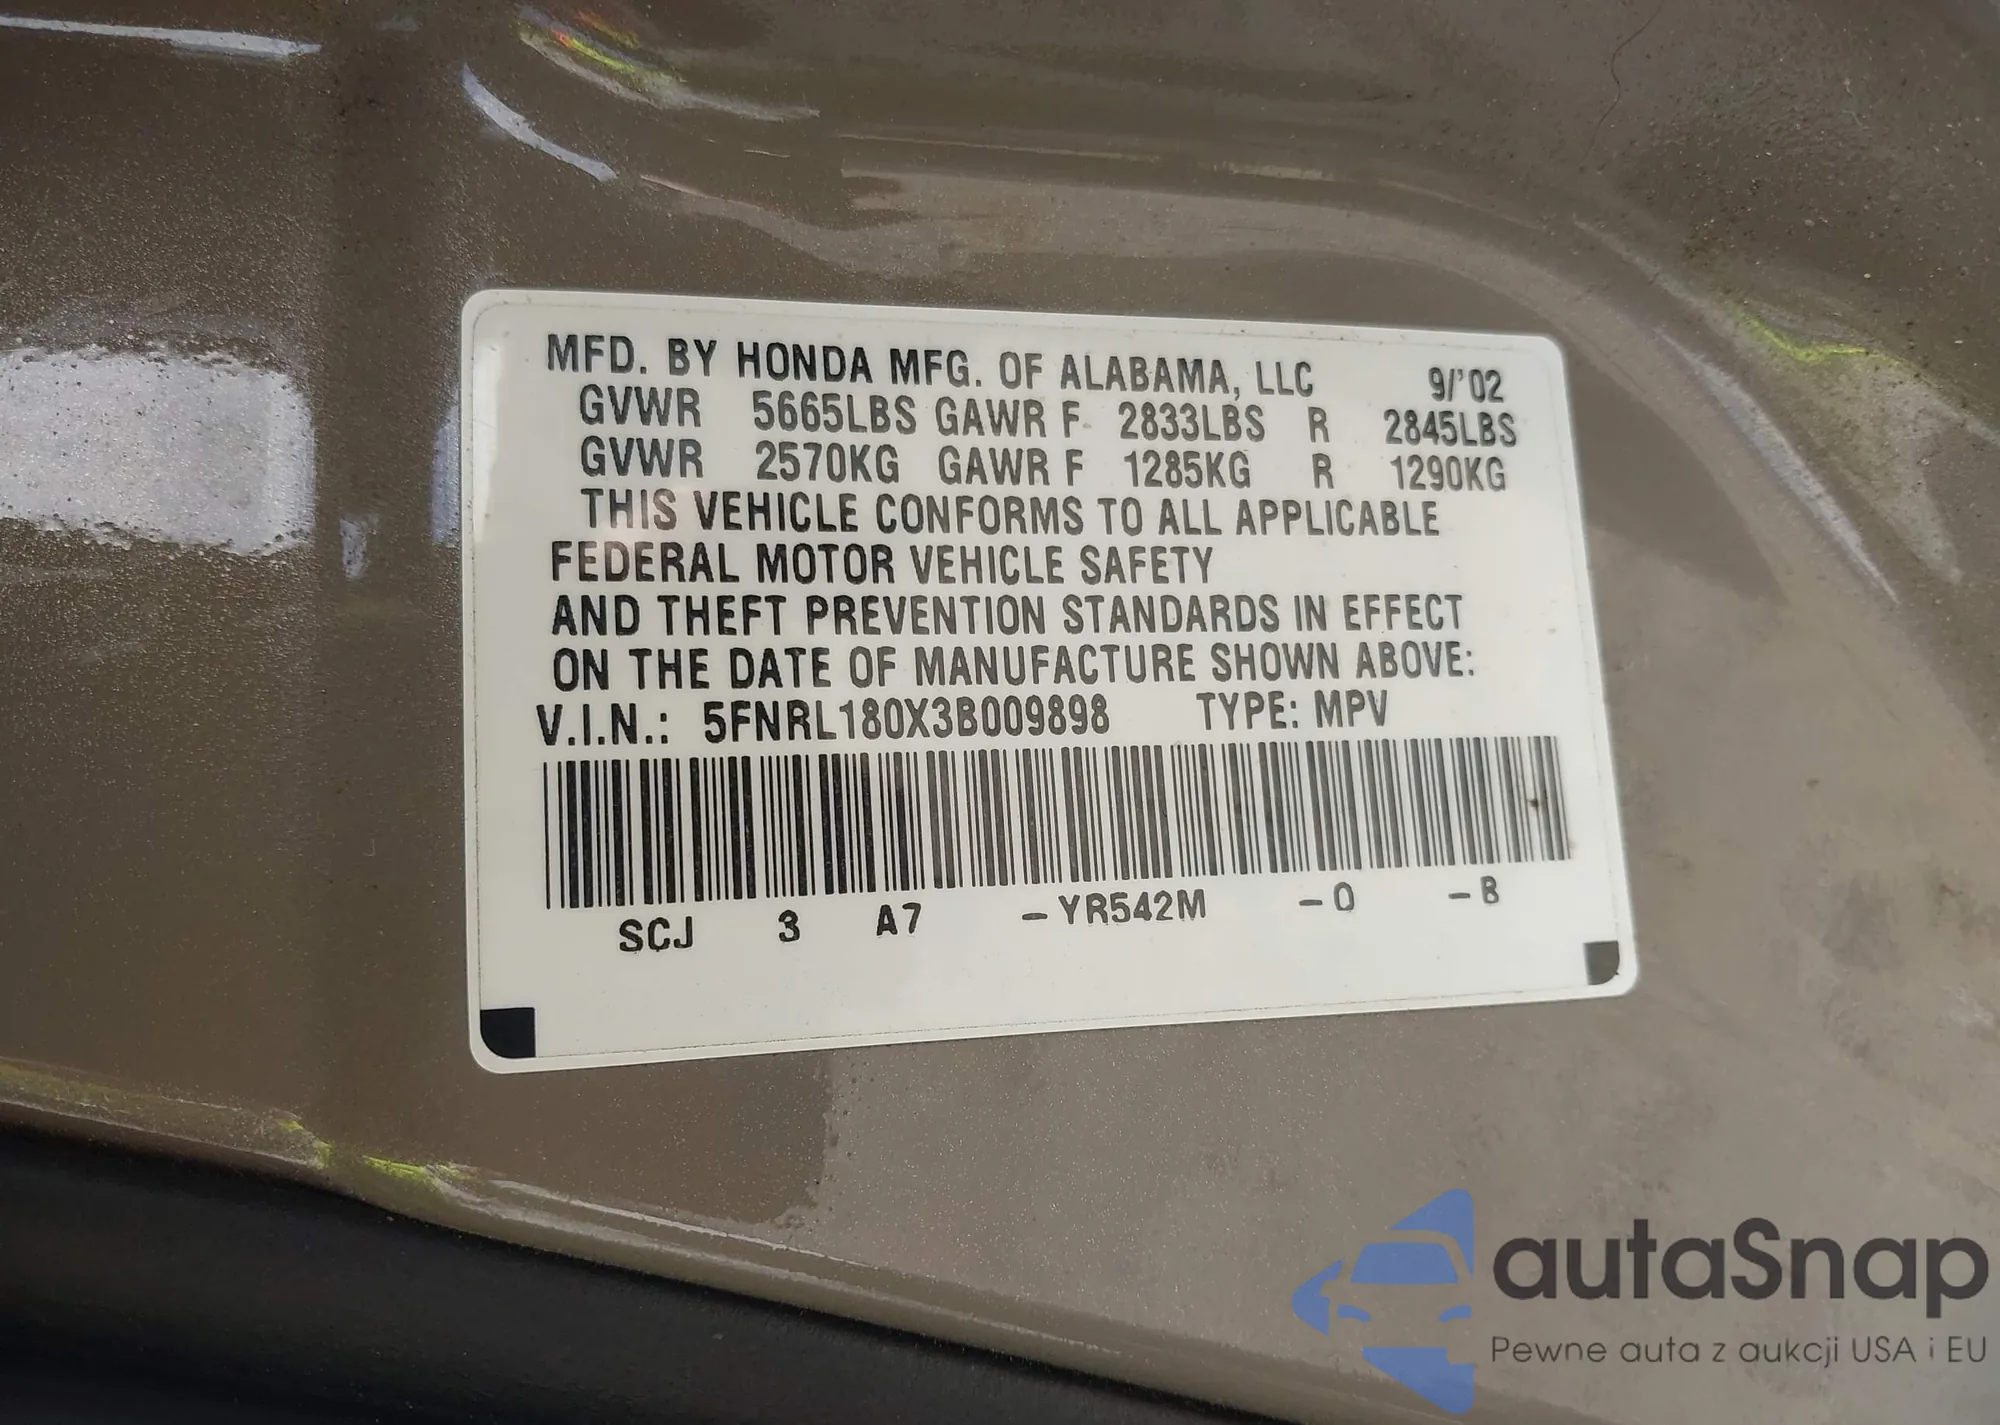 MFD. BY HONDA MFG. OF ALABAMA, LLC 9/'02
GVWR 5665LBS GAWR F 2833LBS R 2845LBS
GVWR 2570KG GAWR F 1285KG R 1290KG
THIS VEHICLE CONFORMS TO ALL APPLICABLE
FEDERAL MOTOR VEHICLE SAFETY
AND THEFT PREVENTION STANDARDS IN EFFECT
ON THE DATE OF MANUFACTURE SHOWN ABOVE:
V.I.N.: 5FNRL180X3B009898 TYPE: MPV
SCJ 3 A7 -YR542M -0 -B
autaSnap
Pewne auta z aukcji USA i EU